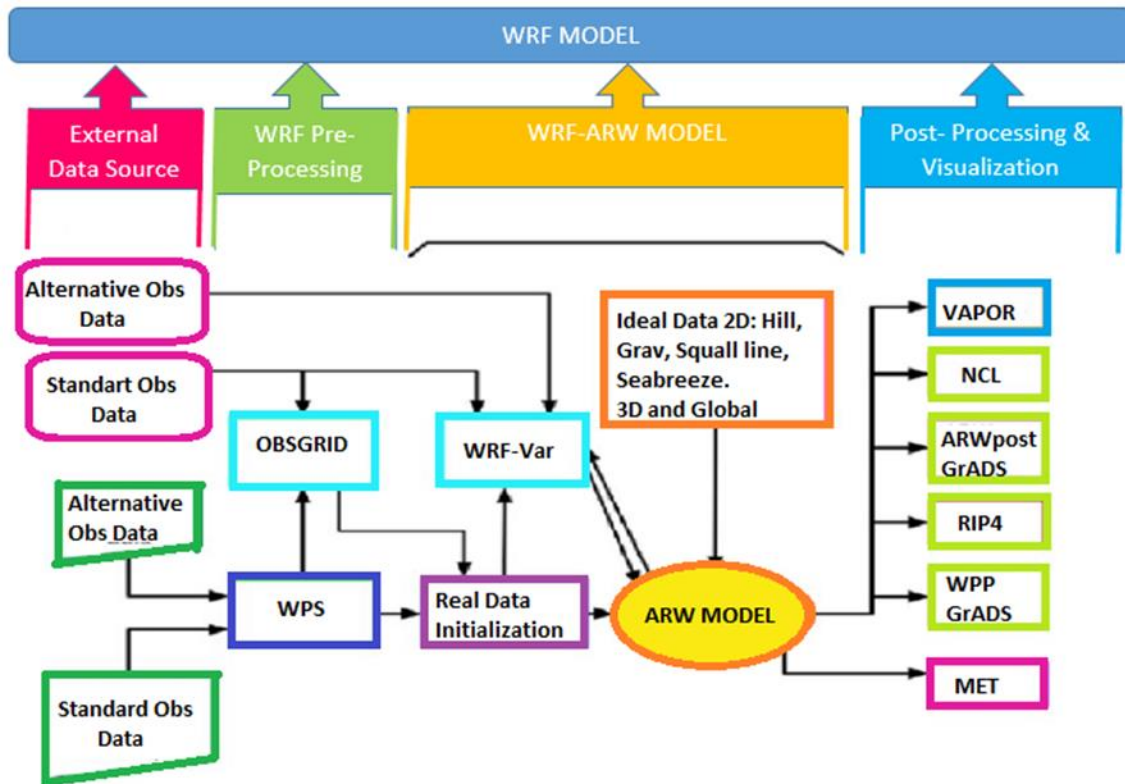 WRF MODEL
External
Data Source
WRF Pre-
Processing
WRF-ARW MODEL
Post- Processing &
Visualization
Alternative Obs
Data
Standart Obs
Data
OBSGRID
WRF-Var
Ideal Data 2D: Hill,
Grav, Squall line,
Seabreeze.
3D and Global
VAPOR
NCL
ARWpost
GrADS
RIP4
WPP
GrADS
MET
Alternative
Obs Data
WPS
Real Data
Initialization
ARW MODEL
Standard Obs
Data